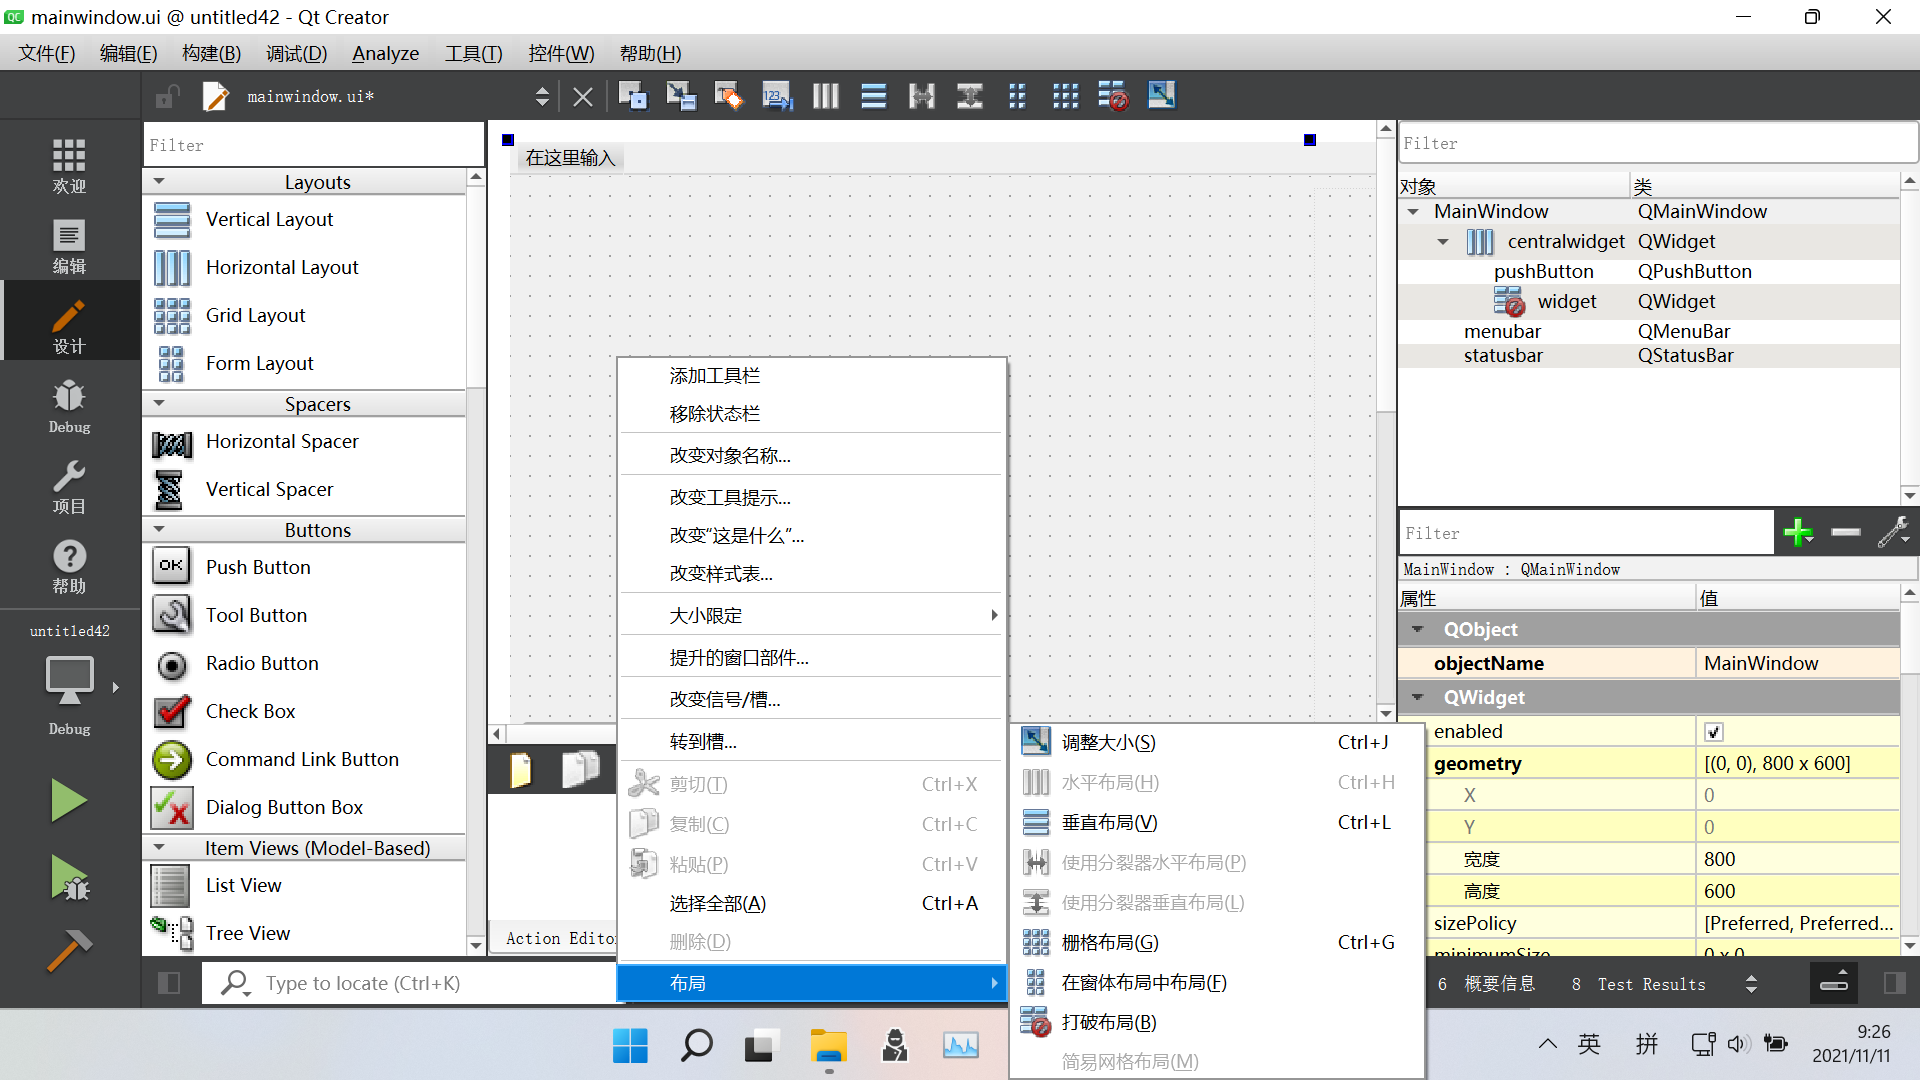 mainwindow.ui @ untitled42 - Qt Creator
文件(F) 编辑(E) 构建(B) 调试(D) Analyze 工具(T) 控件(W) 帮助(H)
mainwindow.ui*
欢迎
编辑
设计
Debug
项目
帮助
untitled42
Debug
Filter
Layouts
Vertical Layout
Horizontal Layout
Grid Layout
Form Layout
Spacers
Horizontal Spacer
Vertical Spacer
Buttons
OK Push Button
Tool Button
Radio Button
Check Box
Command Link Button
Dialog Button Box
Item Views (Model-Based)
List View
Tree View
在这里输入
添加工具栏
移除状态栏
改变对象名称...
改变工具提示...
改变“这是什么”...
改变样式表...
大小限定
提升的窗口部件...
改变信号/槽...
转到槽...
剪切(T) Ctrl+X
复制(C) Ctrl+C
粘贴(P) Ctrl+V
选择全部(A) Ctrl+A
删除(D)
布局
Action Edito
调整大小(S) Ctrl+J
水平布局(H) Ctrl+H
垂直布局(V) Ctrl+L
使用分裂器水平布局(P)
使用分裂器垂直布局(L)
栅格布局(G) Ctrl+G
在窗体布局中布局(F)
打破布局(B)
简易网格布局(M)
Filter
对象 类
MainWindow QMainWindow
centralwidget QWidget
pushButton QPushButton
widget QWidget
menubar QMenuBar
statusbar QStatusBar
Filter
MainWindow : QMainWindow
属性 值
QObject
objectName MainWindow
QWidget
enabled
geometry [(0, 0), 800 x 600]
X 0
Y 0
宽度 800
高度 600
sizePolicy [Preferred, Preferred...
minimumSize 0 x 0
Type to locate (Ctrl+K)
6 概要信息 8 Test Results
英 拼
9:26
2021/11/11